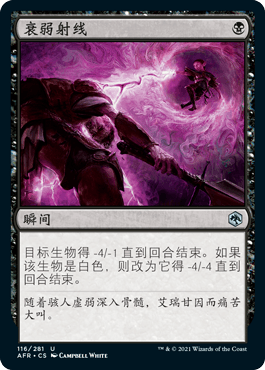 衰弱射线
瞬间
目标生物得 -4/-1 直到回合结束。如果
该生物是白色，则改为它得 -4/-4 直到
回合结束。
随着骇人虚弱深入骨髓，艾瑞甘因而痛苦
大叫。
116/281 U
AFR • CS CAMPBELL WHITE
™ & © 2021 Wizards of the Coast